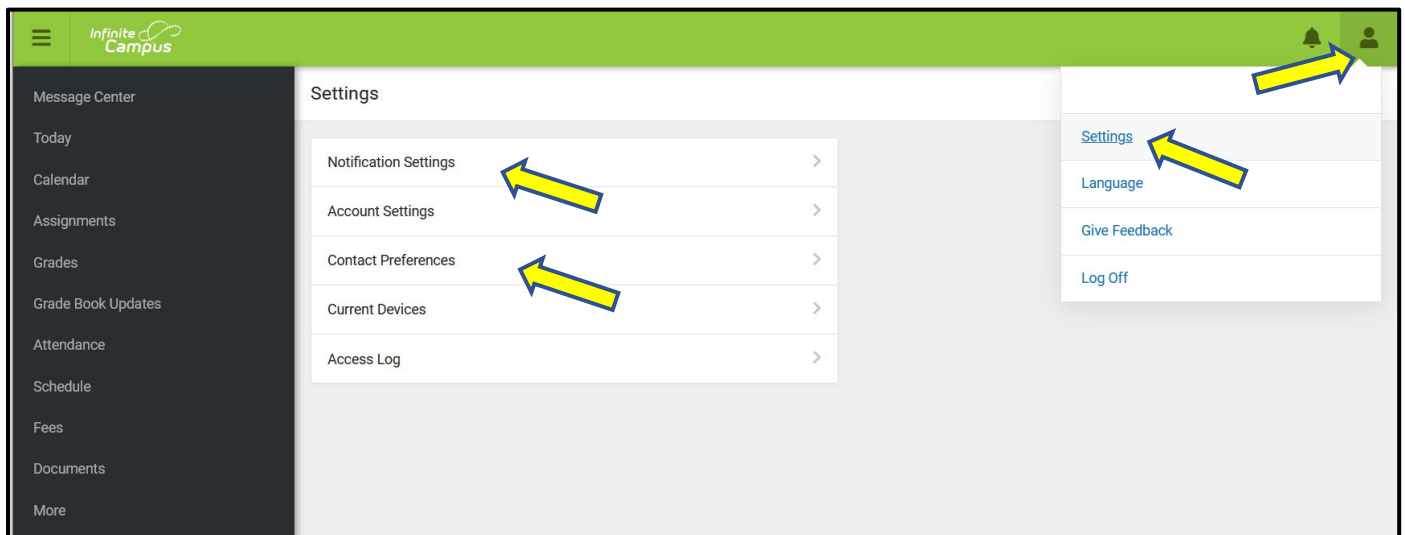 Infinite
Campus
Message Center
Today
Calendar
Assignments
Grades
Grade Book Updates
Attendance
Schedule
Fees
Documents
More
Settings
Notification Settings
Account Settings
Contact Preferences
Current Devices
Access Log
Settings
Language
Give Feedback
Log Off